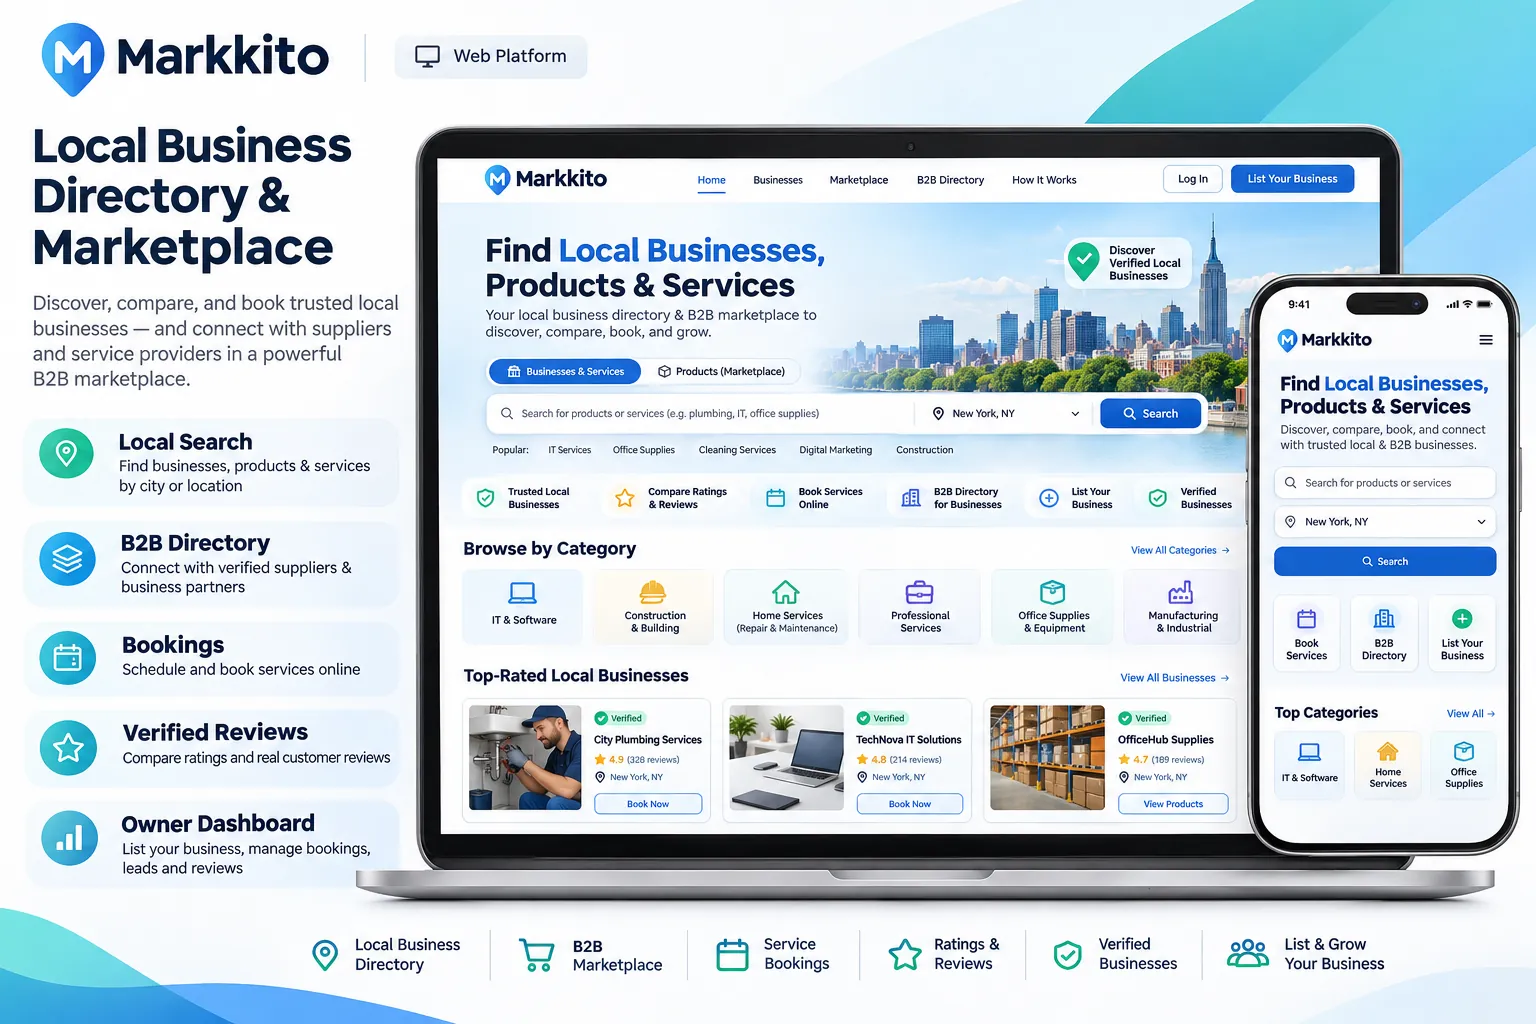 Markkito
Web Platform
Local Business
Directory &
Marketplace
Discover, compare, and book trusted local
businesses — and connect with suppliers
and service providers in a powerful
B2B marketplace.
Local Search
Find businesses, products & services
by city or location
B2B Directory
Connect with verified suppliers &
business partners
Bookings
Schedule and book services online
Verified Reviews
Compare ratings and real customer reviews
Owner Dashboard
List your business, manage bookings,
leads and reviews
M Markkito
Home
Businesses
Marketplace
B2B Directory
How It Works
Log In
List Your Business
Find Local Businesses,
Products & Services
Your local business directory & B2B marketplace to
discover, compare, book, and grow.
Discover
Verified Local
Businesses
Businesses & Services
Products (Marketplace)
Search for products or services (e.g. plumbing, IT, office supplies)
New York, NY
Search
Popular:
IT Services
Office Supplies
Cleaning Services
Digital Marketing
Construction
Trusted Local
Businesses
Compare Ratings
& Reviews
Book Services
Online
B2B Directory
for Businesses
List Your
Business
Verified
Businesses
Browse by Category
View All Categories →
IT & Software
Construction
& Building
Home Services
(Repair & Maintenance)
Professional
Services
Office Supplies
& Equipment
Manufacturing
& Industrial
Top-Rated Local Businesses
View All Businesses →
Verified
City Plumbing Services
4.9 (328 reviews)
New York, NY
Book Now
Verified
TechNova IT Solutions
4.8 (214 reviews)
New York, NY
Book Now
Verified
OfficeHub Supplies
4.7 (189 reviews)
New York, NY
View Products
9:41
M Markkito
Find Local Businesses,
Products & Services
Discover, compare, book, and connect
with trusted local & B2B businesses.
Search for products or services
New York, NY
Search
Book
Services
B2B
Directory
List Your
Business
Top Categories
View All →
IT & Software
Home
Services
Office
Supplies
Local Business
Directory
B2B
Marketplace
Service
Bookings
Ratings &
Reviews
Verified
Businesses
List & Grow
Your Business